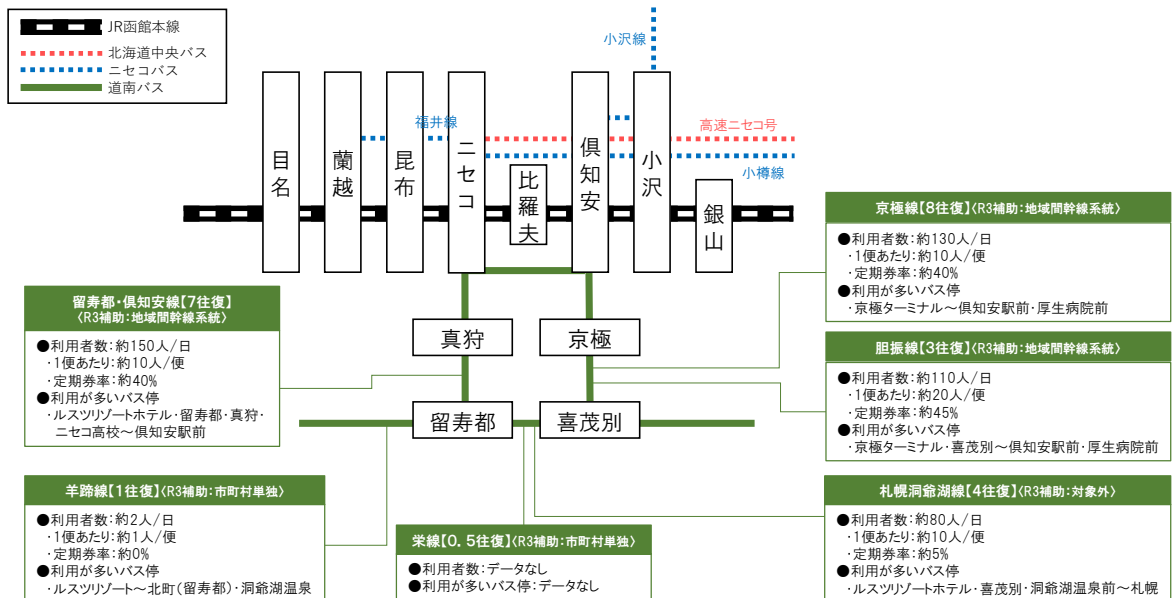 JR函館本線
北海道中央バス
ニセコバス
道南バス
小沢線
福井線
高速ニセコ号
小樽線
目名
蘭越
昆布
ニセコ
比羅夫
倶知安
小沢
銀山
真狩
京極
留寿都
喜茂別
京極線【8往復】〈R3補助：地域間幹線系統〉
●利用者数：約130人/日
・1便あたり：約10人/便
・定期券率：約40%
●利用が多いバス停
・京極ターミナル～倶知安駅前・厚生病院前
留寿都・倶知安線【7往復】
〈R3補助：地域間幹線系統〉
●利用者数：約150人/日
・1便あたり：約10人/便
・定期券率：約40%
●利用が多いバス停
・ルスツリゾートホテル・留寿都・真狩・
ニセコ高校～倶知安駅前
胆振線【3往復】〈R3補助：地域間幹線系統〉
●利用者数：約110人/日
・1便あたり：約20人/便
・定期券率：約45%
●利用が多いバス停
・京極ターミナル・喜茂別～倶知安駅前・厚生病院前
羊蹄線【1往復】〈R3補助：市町村単独〉
●利用者数：約2人/日
・1便あたり：約1人/便
・定期券率：約0%
●利用が多いバス停
・ルスツリゾート～北町（留寿都）・洞爺湖温泉
栄線【0.5往復】〈R3補助：市町村単独〉
●利用者数：データなし
●利用が多いバス停：データなし
札幌洞爺湖線【4往復】〈R3補助：対象外〉
●利用者数：約80人/日
・1便あたり：約10人/便
・定期券率：約5%
●利用が多いバス停
・ルスツリゾートホテル・喜茂別・洞爺湖温泉前～札幌